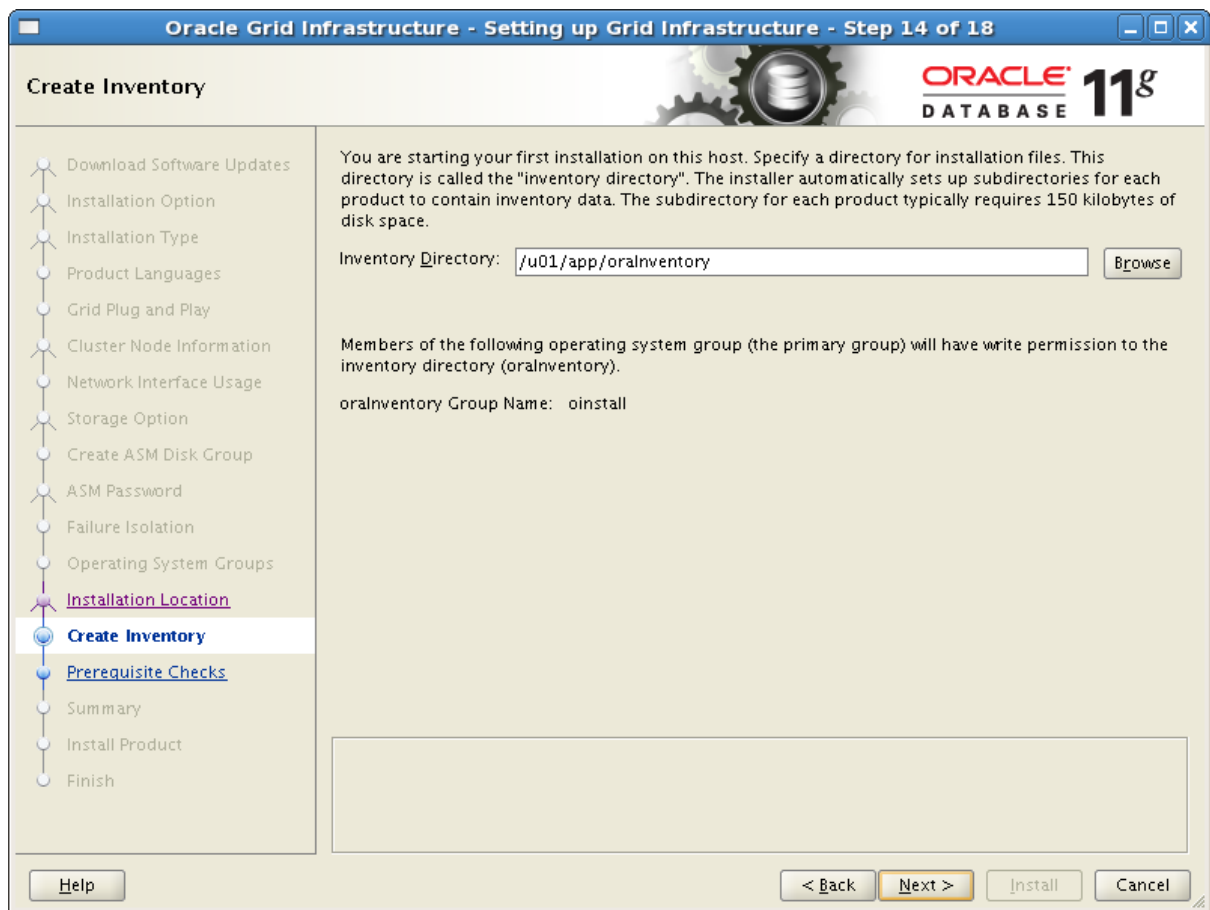 Oracle Grid Infrastructure - Setting up Grid Infrastructure - Step 14 of 18
Create Inventory
ORACLE
DATABASE
11g
Download Software Updates
Installation Option
Installation Type
Product Languages
Grid Plug and Play
Cluster Node Information
Network Interface Usage
Storage Option
Create ASM Disk Group
ASM Password
Failure Isolation
Operating System Groups
Installation Location
Create Inventory
Prerequisite Checks
Summary
Install Product
Finish
You are starting your first installation on this host. Specify a directory for installation files. This
directory is called the "inventory directory". The installer automatically sets up subdirectories for each
product to contain inventory data. The subdirectory for each product typically requires 150 kilobytes of
disk space.
Inventory Directory: /u01/app/oraInventory Browse
Members of the following operating system group (the primary group) will have write permission to the
inventory directory (oraInventory).
oraInventory Group Name: oinstall
Help < Back Next > Install Cancel